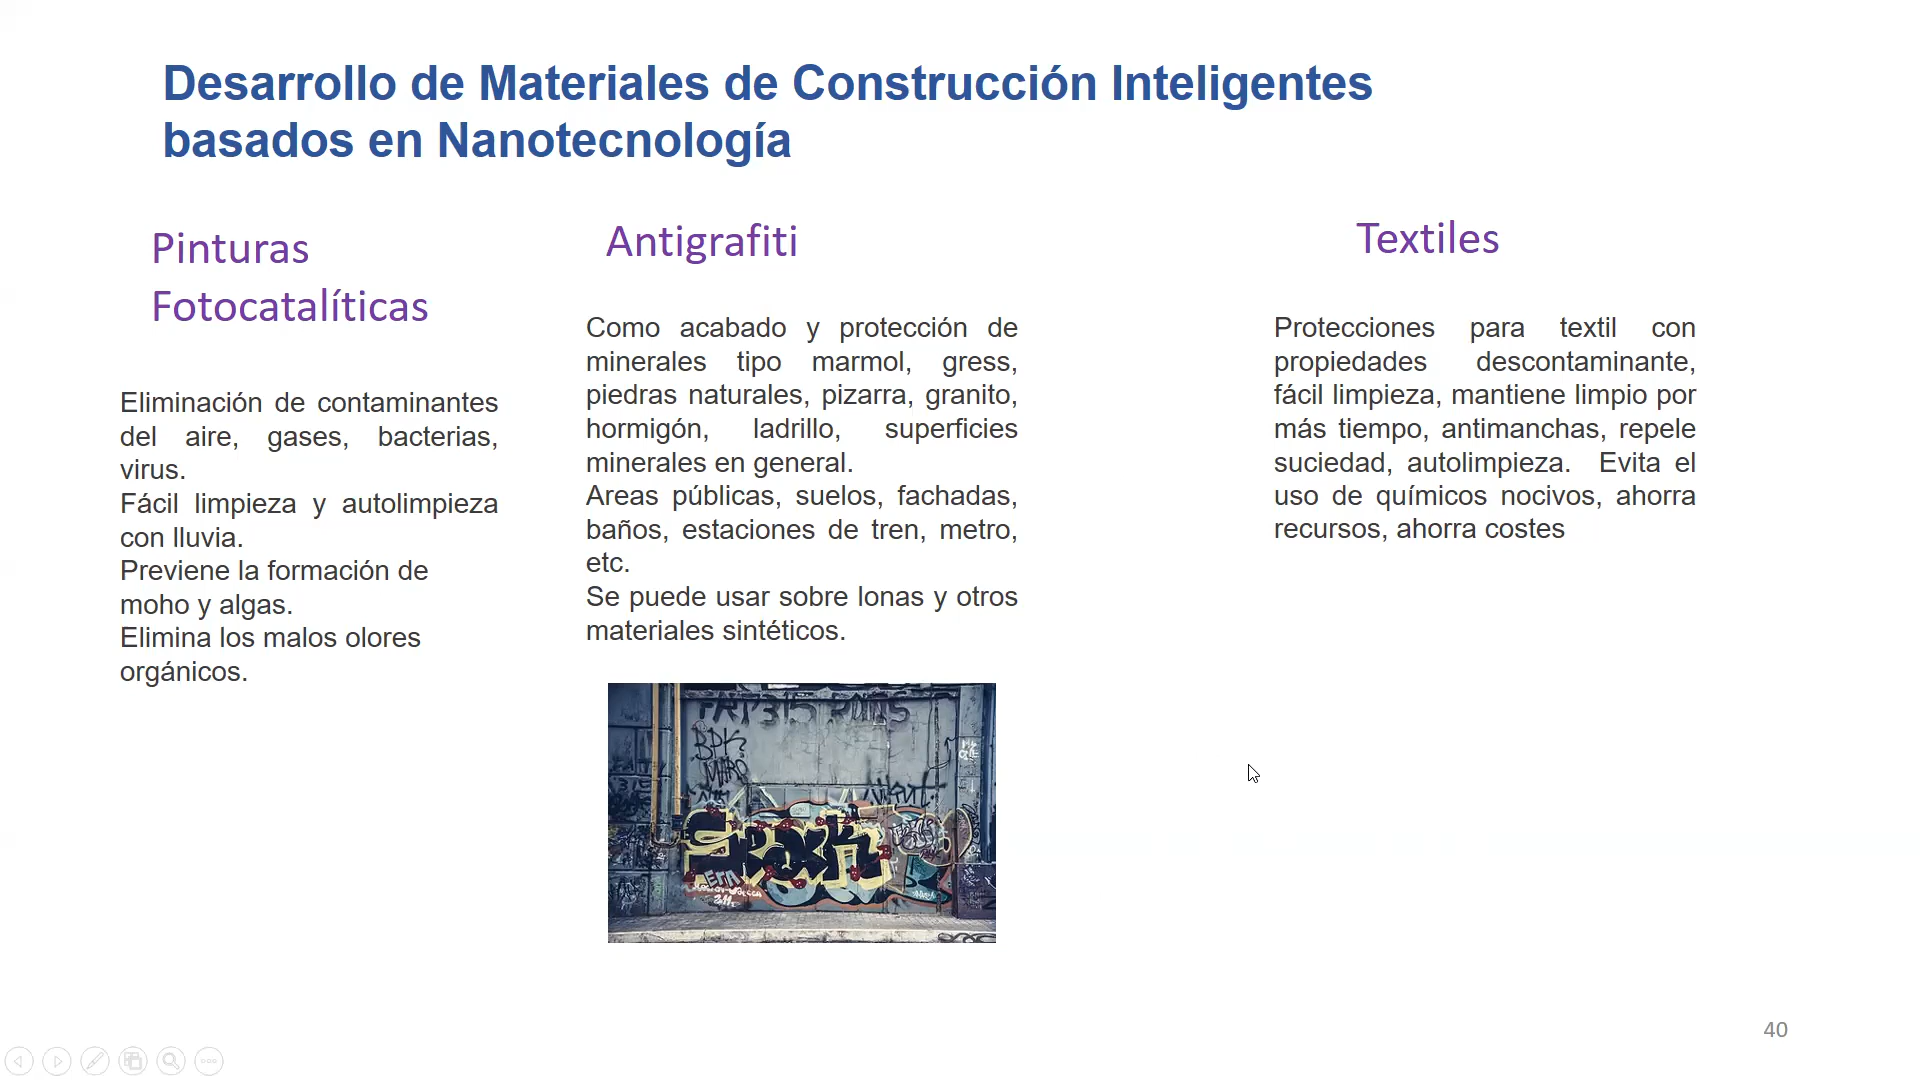 Desarrollo de Materiales de Construcción Inteligentes
basados en Nanotecnología
Pinturas
Fotocatalíticas
Eliminación de contaminantes
del aire, gases, bacterias,
virus.
Fácil limpieza y autolimpieza
con lluvia.
Previene la formación de
moho y algas.
Elimina los malos olores
orgánicos.
Antigrafiti
Como acabado y protección de
minerales tipo marmol, gress,
piedras naturales, pizarra, granito,
hormigón, ladrillo, superficies
minerales en general.
Areas públicas, suelos, fachadas,
baños, estaciones de tren, metro,
etc.
Se puede usar sobre lonas y otros
materiales sintéticos.
BPK
Textiles
Protecciones para textil con
propiedades descontaminante,
fácil limpieza, mantiene limpio por
más tiempo, antimanchas, repele
suciedad, autolimpieza. Evita el
uso de químicos nocivos, ahorra
recursos, ahorra costes
40